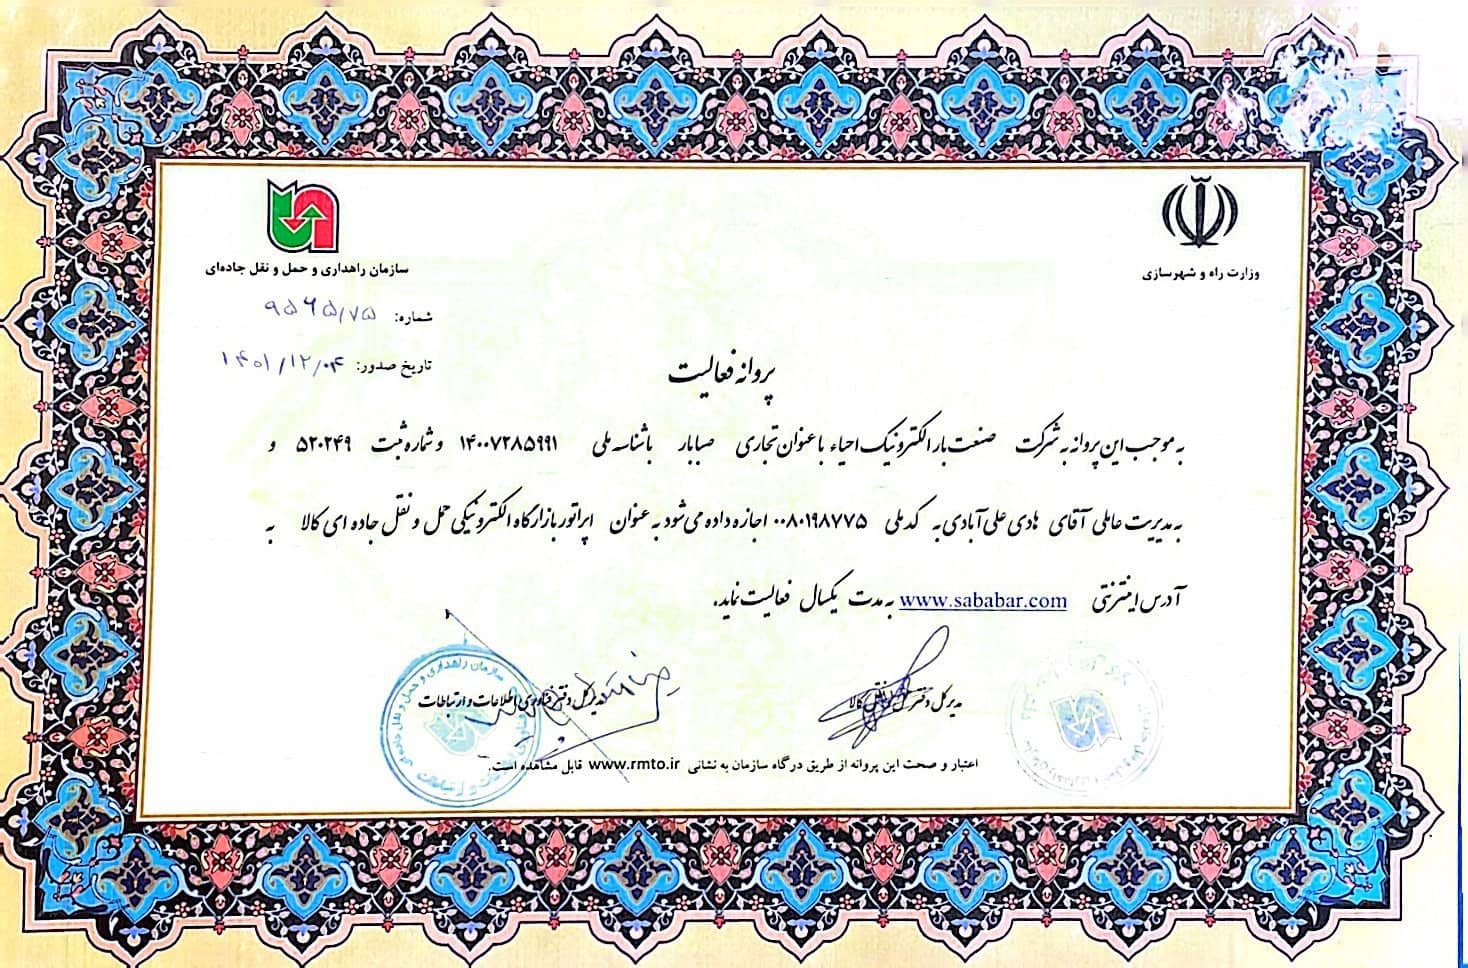 وزارت راه و شهرسازی
سازمان راهداری و حمل و نقل جاده‌ای
شماره: ۷۵/۹۵۶۵
تاریخ صدور: ۱۴۰۱/۱۲/۰۴
پروانه فعالیت
به موجب این پروانه به شرکت صنعت بار الکترونیک احیاء با عنوان تجاری صبابار با شناسه ملی ۱۴۰۰۷۲۸۵۹۹۱ و شماره ثبت ۵۲۰۲۴۹ و
به مدیریت عاملی آقای هادی علی آبادی به کد ملی ۰۰۸۰۱۹۸۷۷۵ اجازه داده می شود به عنوان اپراتور بازارگاه الکترونیکی حمل و نقل جاده ای کالا به
آدرس اینترنتی www.sababar.com به مدت یکسال فعالیت نماید.
مدیر کل دفتر کالا
مدیرکل دفتر فناوری اطلاعات و ارتباطات
سازمان راهداری و حمل و نقل جاده‌ای
اعتبار و صحت این پروانه از طریق درگاه سازمان به نشانی www.rmto.ir قابل مشاهده است.